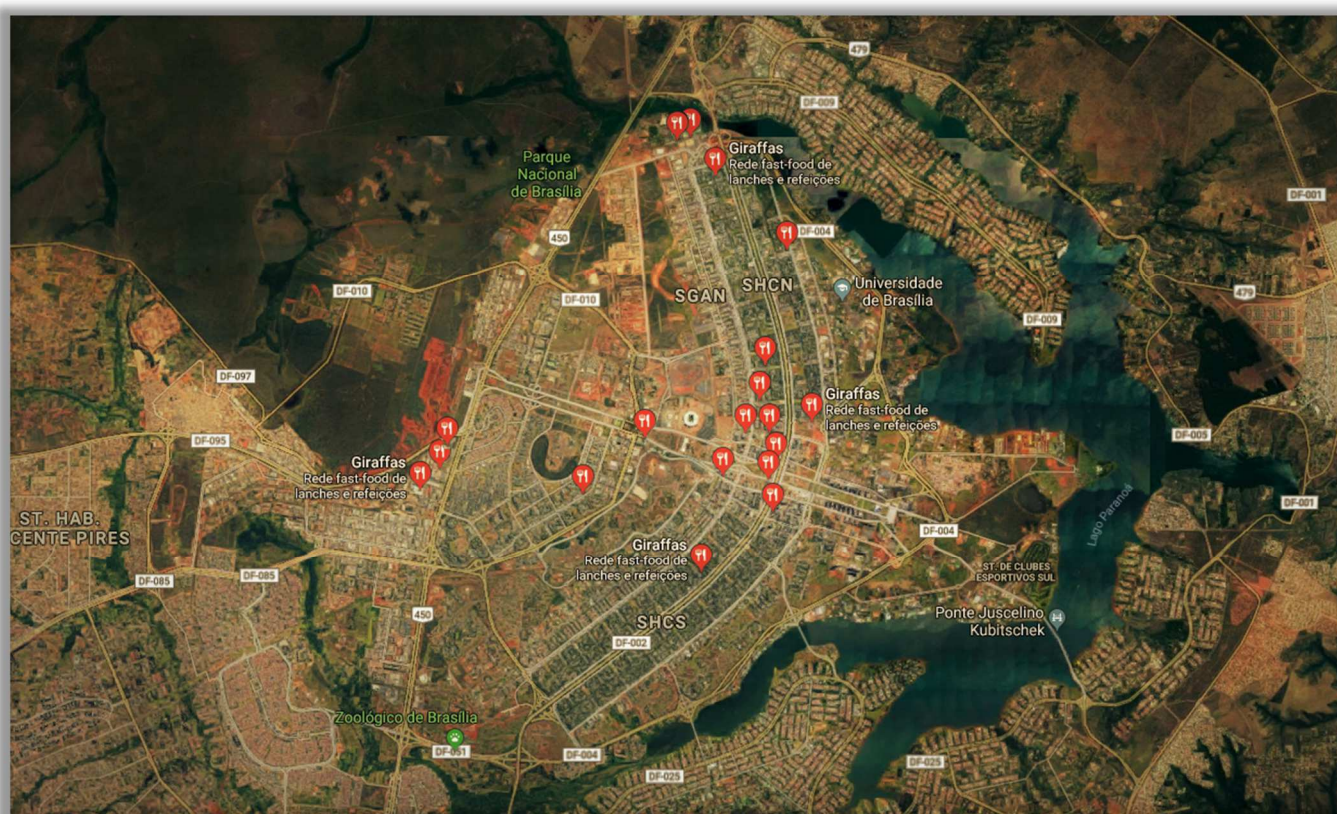 479
DF-009
Giraffas
Rede fast-food de
lanches e refeições
Parque
Nacional
de Brasília
DF-001
450
DF-004
SGAN
SHCN
Universidade
de Brasília
DF-010
DF-010
479
DF-009
DF-097
Giraffas
Rede fast-food de
lanches e refeições
DF-095
DF-005
Giraffas
Rede fast-food de
lanches e refeições
DF-001
Lago Paranoá
ST. HAB.
CENTE PIRES
DF-004
Giraffas
Rede fast-food de
lanches e refeições
ST. DE CLUBES
ESPORTIVOS SUL
DF-085
DF-085
450
SHCS
Ponte Juscelino
Kubitschek
DF-002
Zoológico de Brasília
DF-051
DF-004
DF-025
DF-025